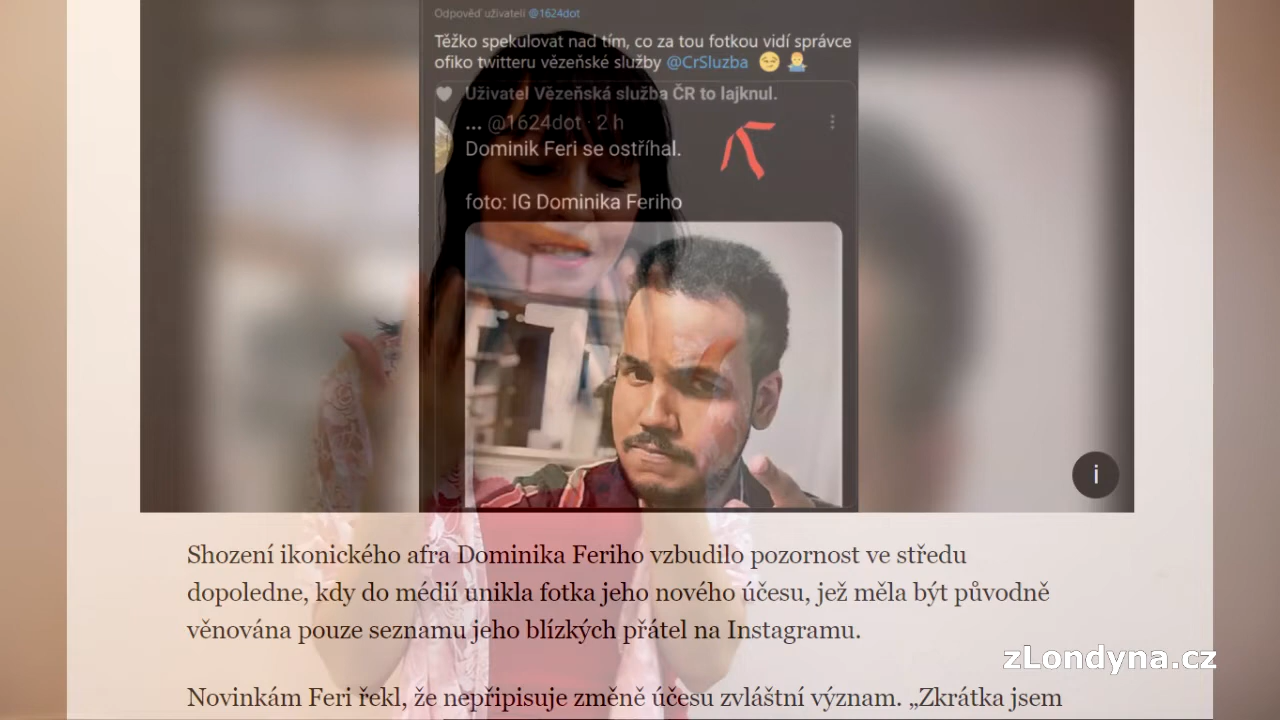 Odpověď uživateli @1624dot
Těžko spekulovat nad tím, co za tou fotkou vidí správce
ofiko twitteru vězeňské služby @CrSluzba
Uživatel Vězeňská služba ČR to lajknul.
... @1624dot · 2 h
Dominik Feri se ostříhal.
foto: IG Dominika Feriho
i
Shození ikonického afra Dominika Feriho vzbudilo pozornost ve středu
dopoledne, kdy do médií unikla fotka jeho nového účesu, jež měla být původně
věnována pouze seznamu jeho blízkých přátel na Instagramu.
zLondyna.cz
Novinkám Feri řekl, že nepřipisuje změně účesu zvláštní význam. „Zkrátka jsem